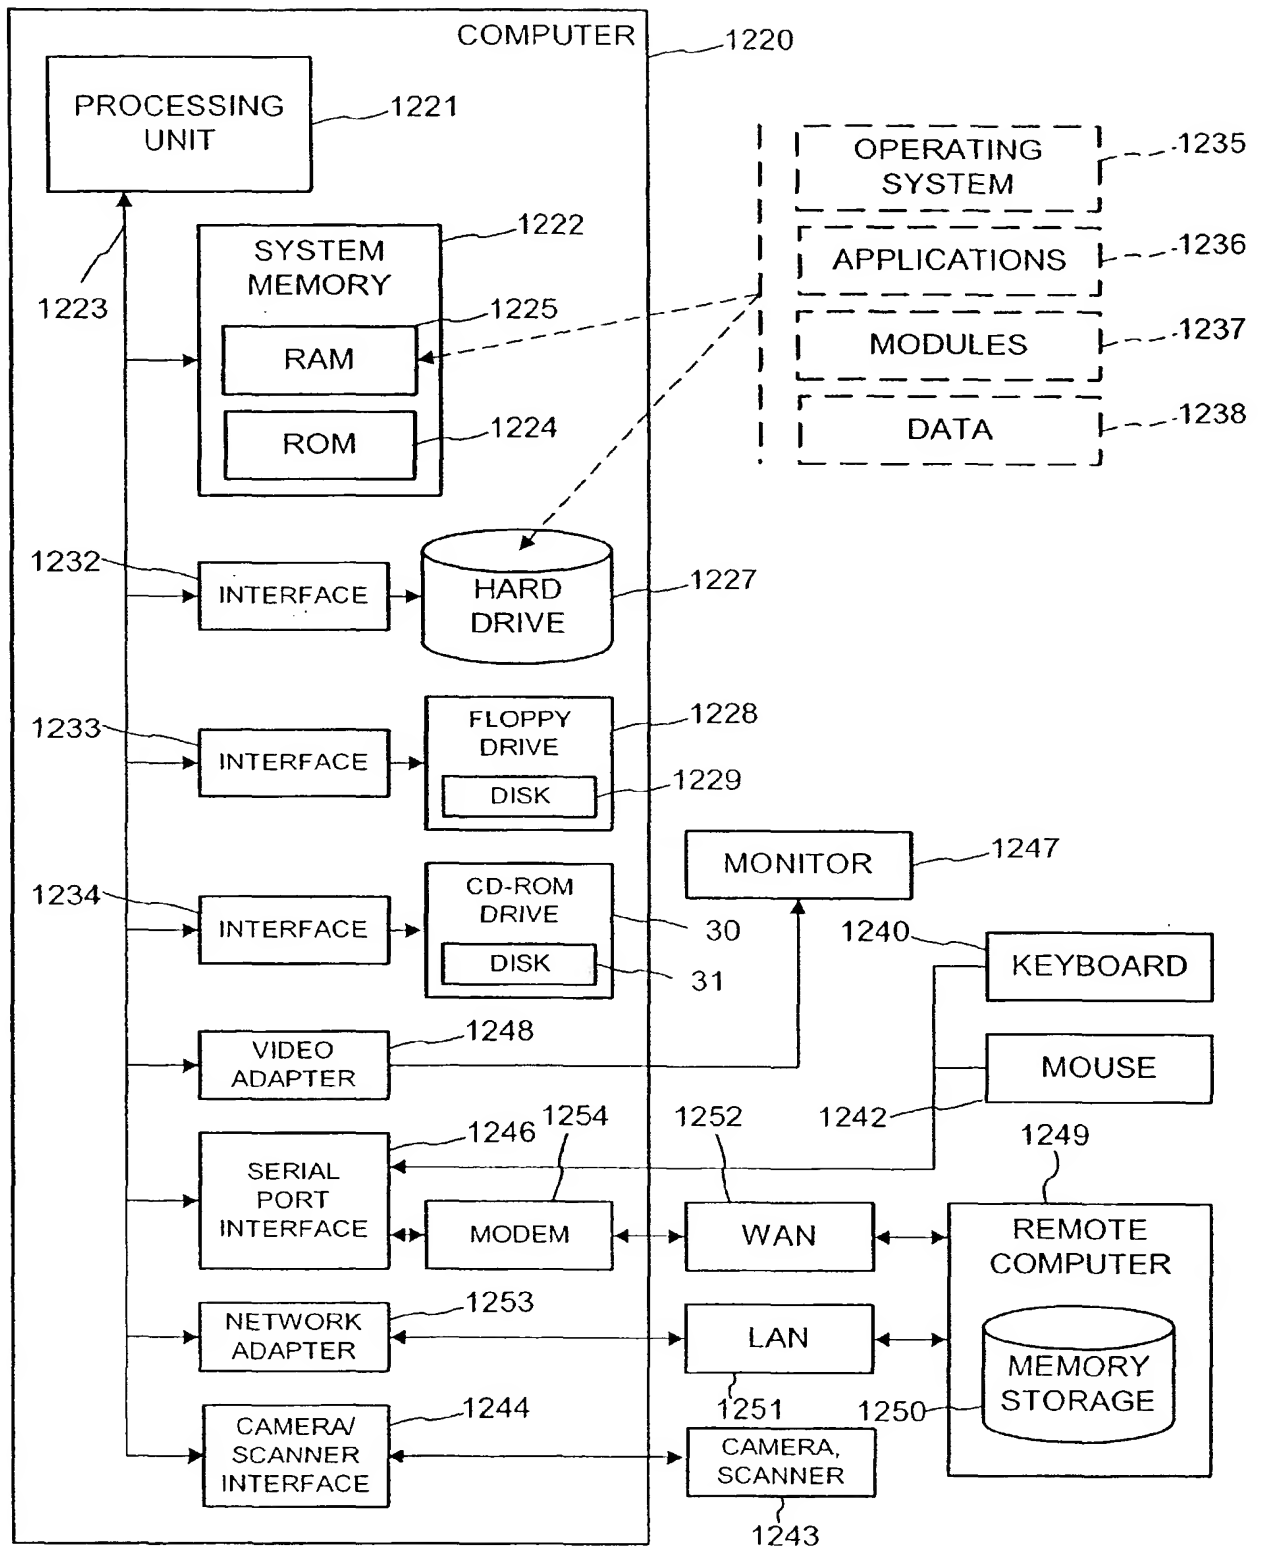 COMPUTER
1220
PROCESSING
UNIT
1221
1223
SYSTEM
MEMORY
1222
1225
RAM
1224
ROM
OPERATING
SYSTEM
1235
APPLICATIONS
1236
MODULES
1237
DATA
1238
1232
INTERFACE
HARD
DRIVE
1227
1233
INTERFACE
FLOPPY
DRIVE
1228
DISK
1229
1234
INTERFACE
CD-ROM
DRIVE
30
DISK
31
MONITOR
1247
1240
KEYBOARD
MOUSE
1242
VIDEO
ADAPTER
1248
1246
SERIAL
PORT
INTERFACE
1254
MODEM
1252
WAN
1249
REMOTE
COMPUTER
MEMORY
STORAGE
1250
NETWORK
ADAPTER
1253
LAN
1251
CAMERA/
SCANNER
INTERFACE
1244
CAMERA,
SCANNER
1243